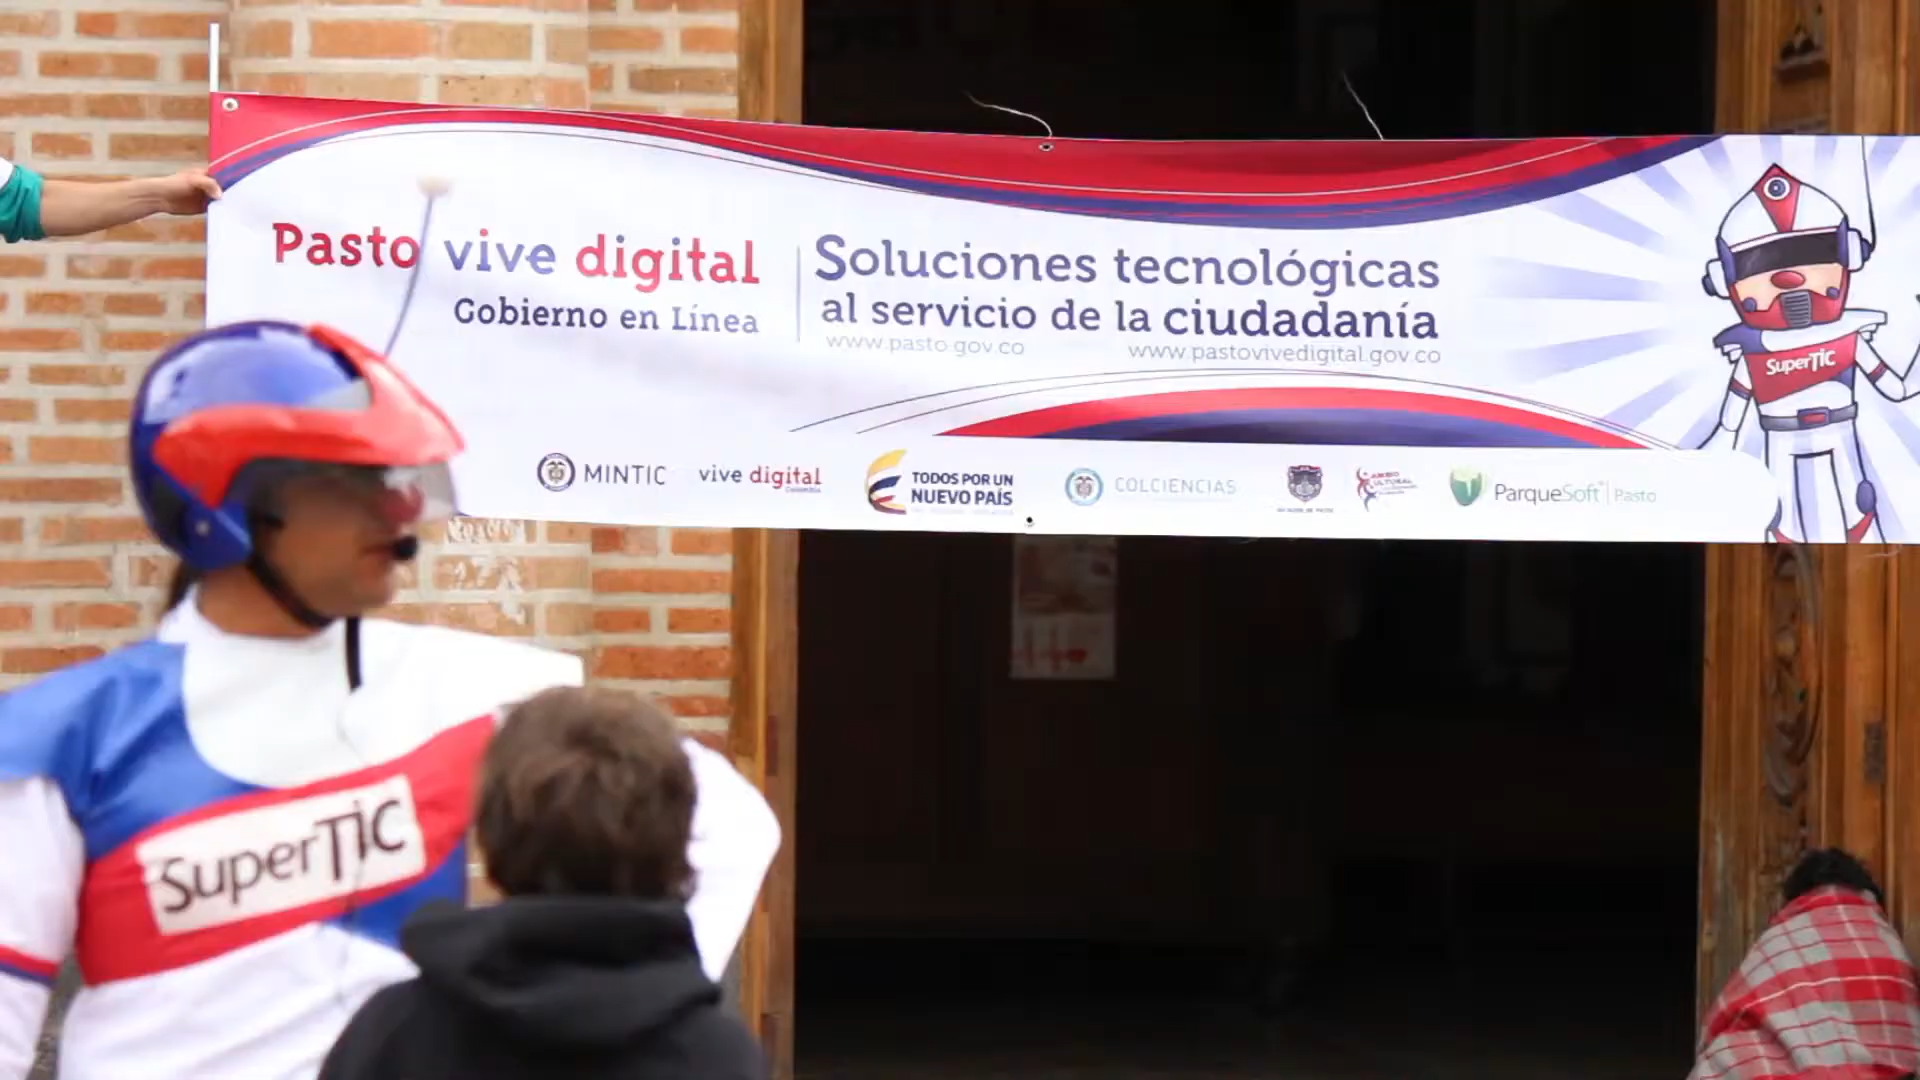 Pasto vive digital
Gobierno en Línea
Soluciones tecnológicas
al servicio de la ciudadanía
www.pasto.gov.co
www.pastovivedigital.gov.co
SuperTIC
MINTIC
vive digital
Colombia
TODOS POR UN
NUEVO PAÍS
COLCIENCIAS
ParqueSoft | Pasto
SuperTIC